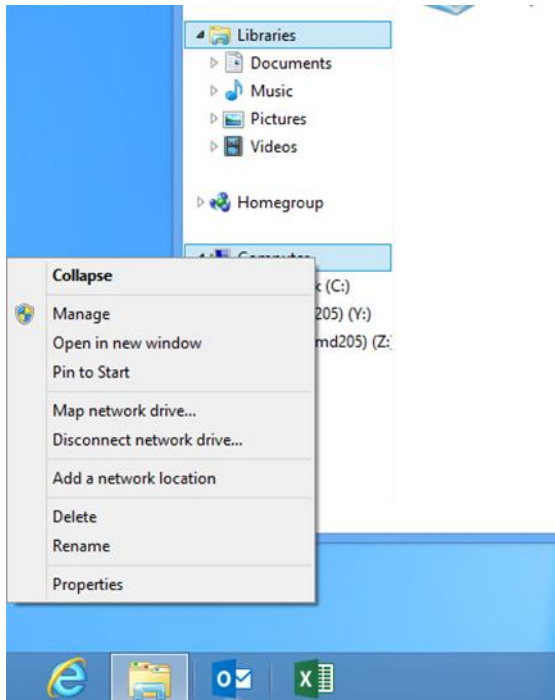 Libraries
Documents
Music
Pictures
Videos
Homegroup
Computer
(C:)
205) (Y:)
md205) (Z:
Collapse
Manage
Open in new window
Pin to Start
Map network drive...
Disconnect network drive...
Add a network location
Delete
Rename
Properties